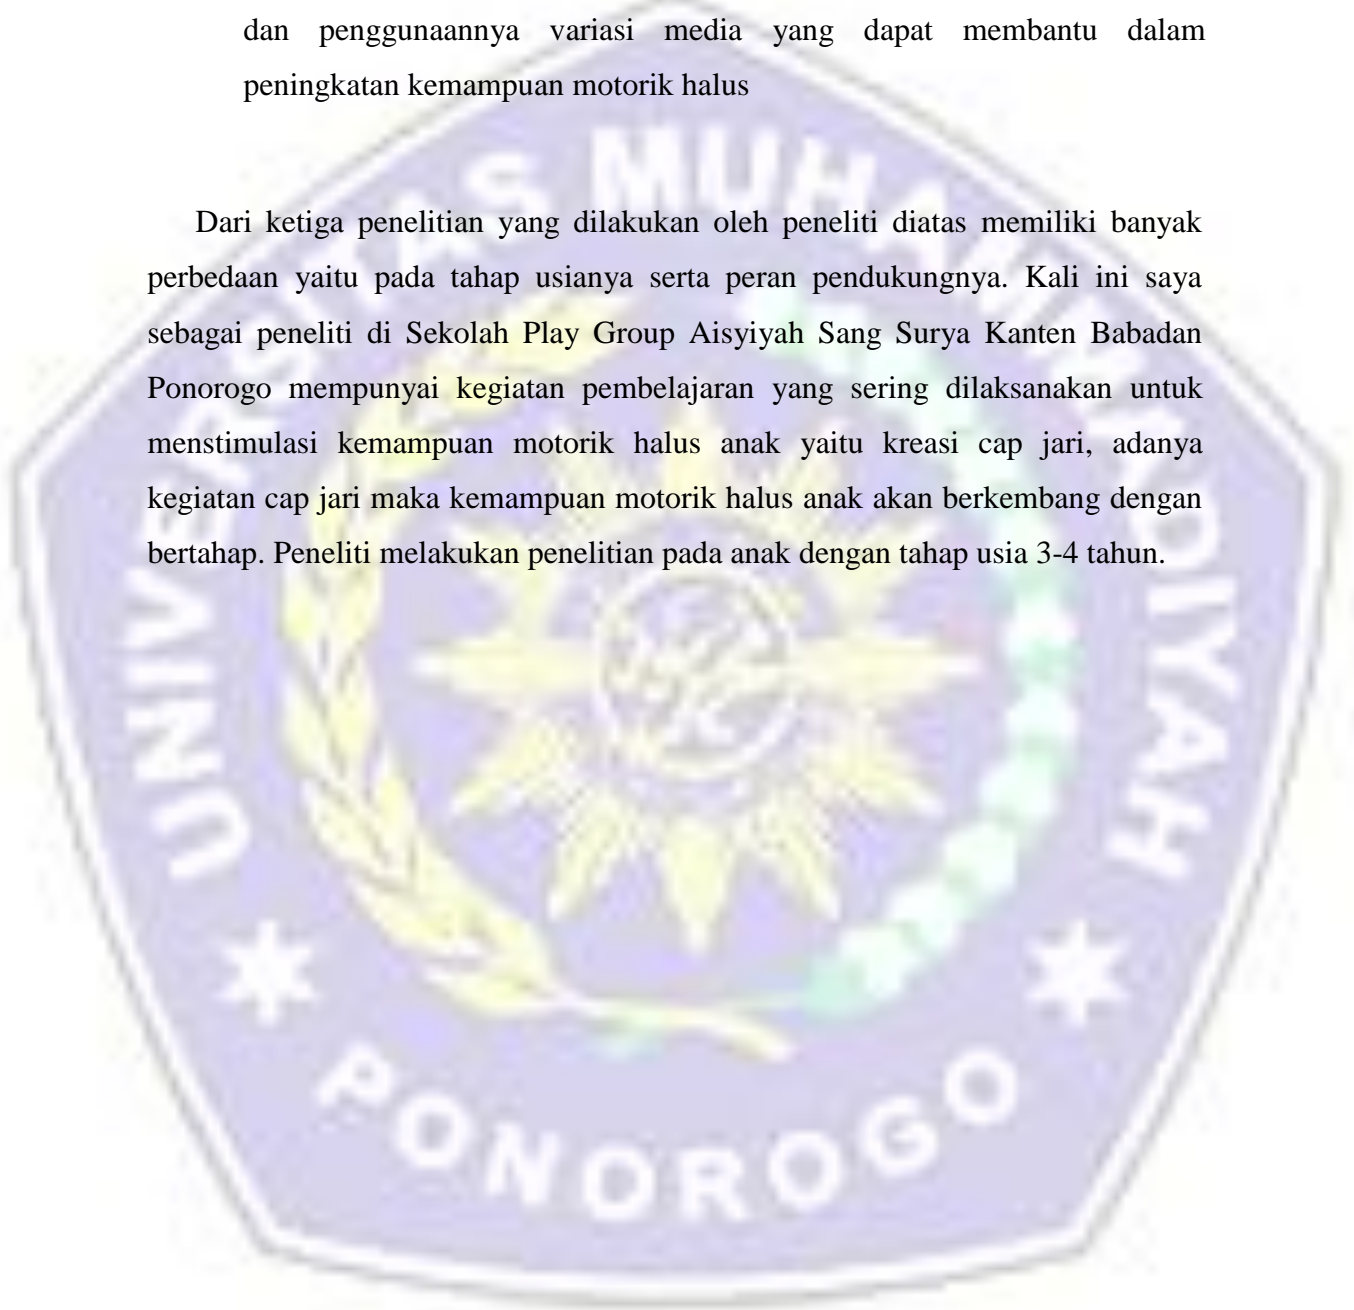 dan penggunaannya variasi media yang dapat membantu dalam
peningkatan kemampuan motorik halus
Dari ketiga penelitian yang dilakukan oleh peneliti diatas memiliki banyak
perbedaan yaitu pada tahap usianya serta peran pendukungnya. Kali ini saya
sebagai peneliti di Sekolah Play Group Aisyiyah Sang Surya Kanten Babadan
Ponorogo mempunyai kegiatan pembelajaran yang sering dilaksanakan untuk
menstimulasi kemampuan motorik halus anak yaitu kreasi cap jari, adanya
kegiatan cap jari maka kemampuan motorik halus anak akan berkembang dengan
bertahap. Peneliti melakukan penelitian pada anak dengan tahap usia 3-4 tahun.
UNIVERSITAS MUHAMMADIYAH
PONOROGO